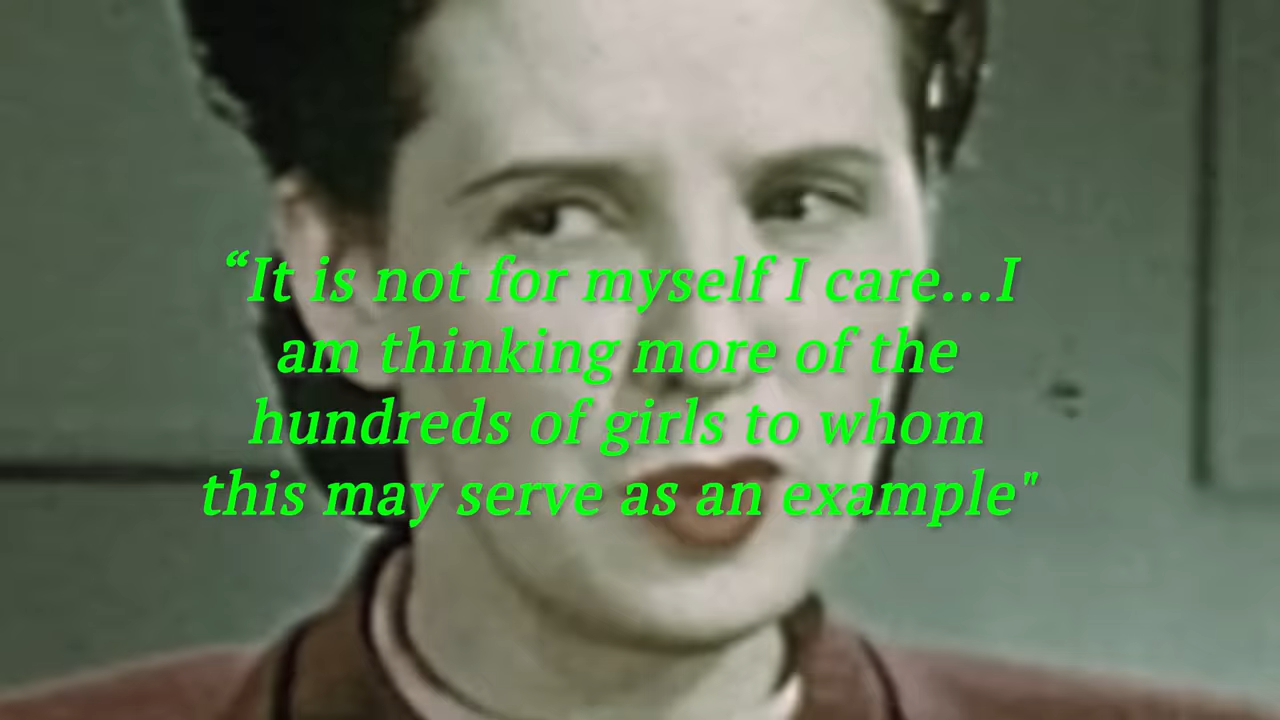 “It is not for myself I care...I
am thinking more of the
hundreds of girls to whom
this may serve as an example"